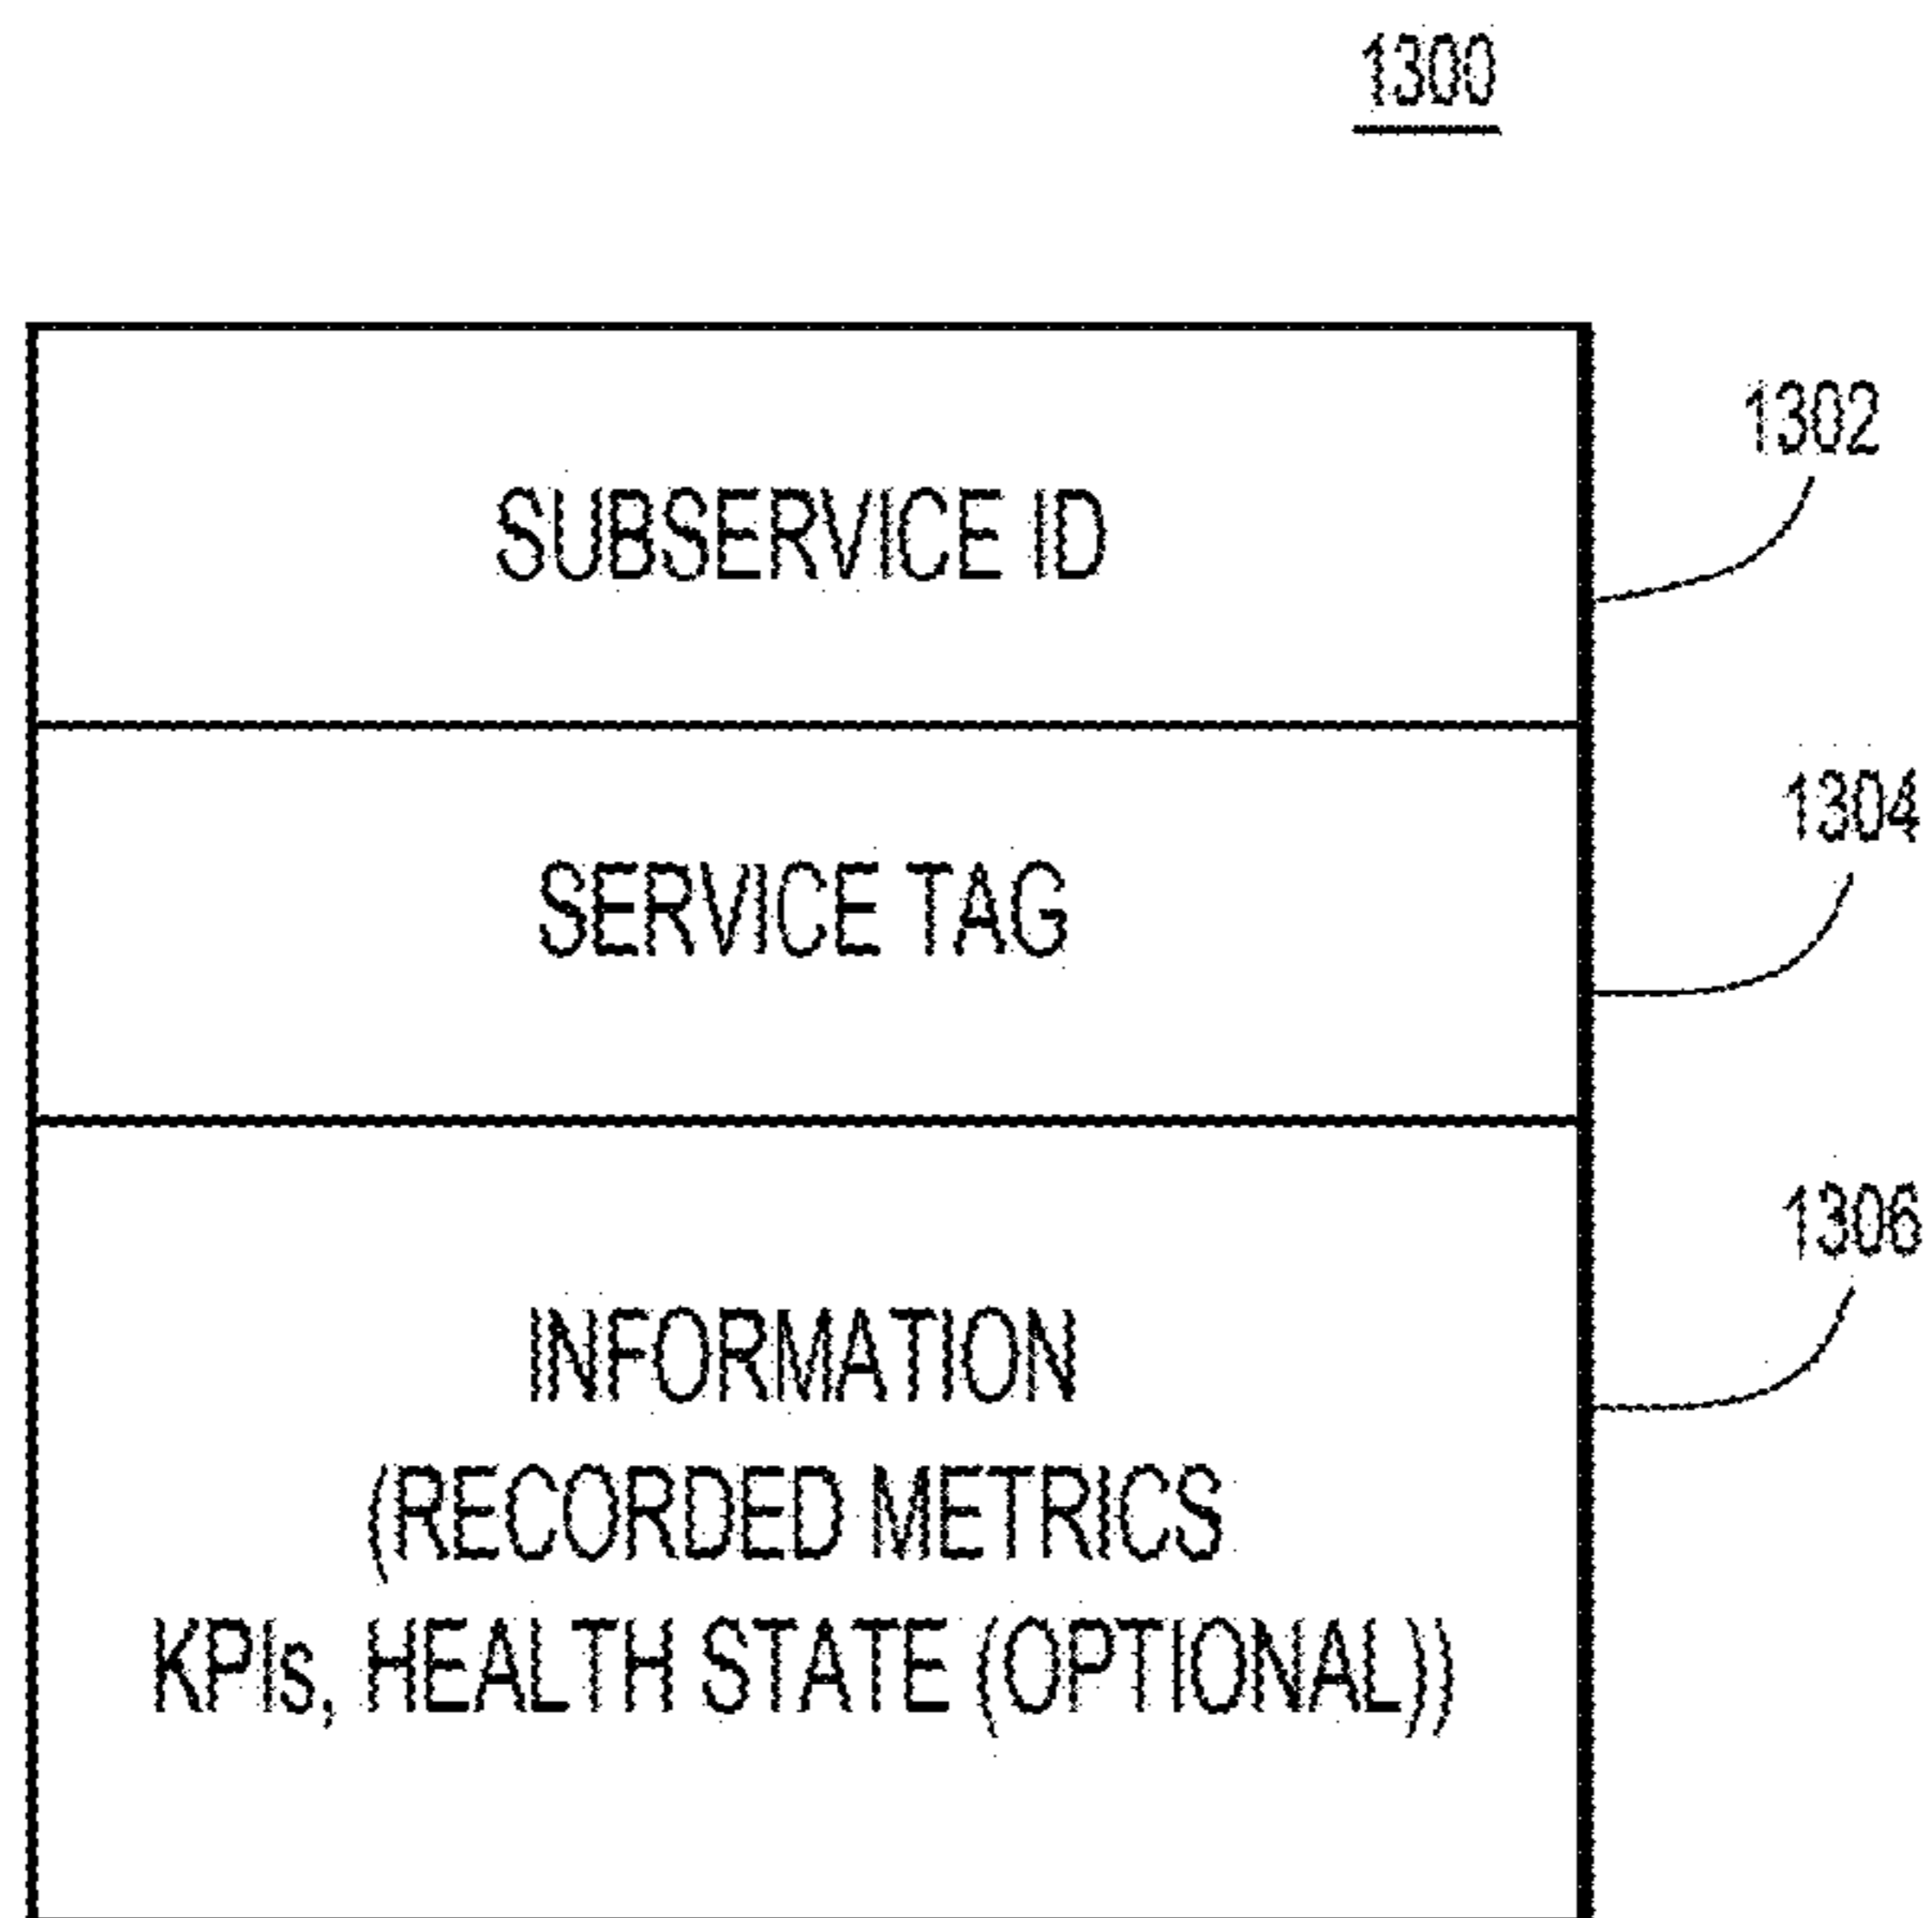 1300
SUBSERVICE ID
1302
SERVICE TAG
1304
INFORMATION
(RECORDED METRICS
KPIs, HEALTH STATE (OPTIONAL))
1306